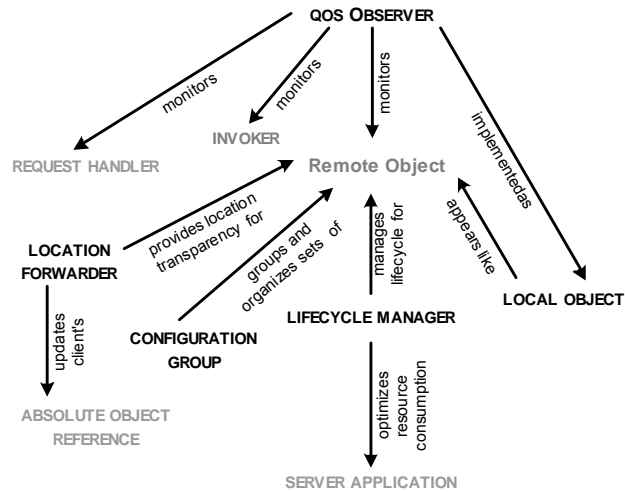 QOS OBSERVER
monitors
monitors
monitors
implementedas
INVOKER
REQUEST HANDLER
Remote Object
provides location
transparency for
groups and
organizes sets of
manages
lifecycle for
appears like
LOCATION
FORWARDER
LOCAL OBJECT
CONFIGURATION
GROUP
LIFECYCLE MANAGER
updates
client's
optimizes
resource
consumption
ABSOLUTE OBJECT
REFERENCE
SERVER APPLICATION